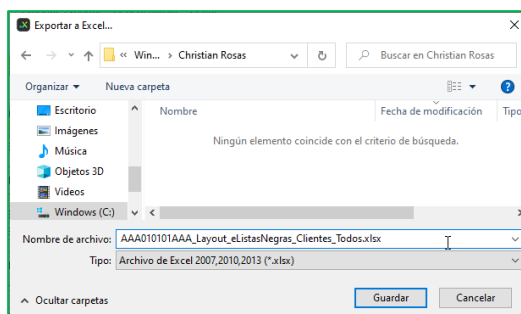 Exportar a Excel...
« Win... > Christian Rosas
Buscar en Christian Rosas
Organizar
Nueva carpeta
Escritorio
Imágenes
Música
Objetos 3D
Videos
Windows (C:)
Nombre
Fecha de modificación
Tipo
Ningún elemento coincide con el criterio de búsqueda.
Nombre de archivo: AAA010101AAA_Layout_eListasNegras_Clientes_Todos.xlsx
Tipo: Archivo de Excel 2007,2010,2013 (*.xlsx)
Ocultar carpetas
Guardar
Cancelar